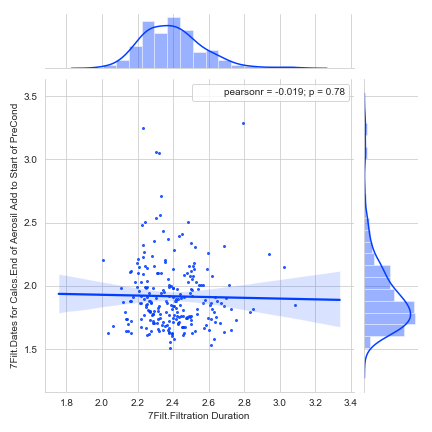 pearsonr = -0.019; p = 0.78
3.5
3.0
2.5
2.0
1.5
7Filt.Dates for Calcs.End of Aerosil Add to Start of PreCond
1.8 2.0 2.2 2.4 2.6 2.8 3.0 3.2 3.4
7Filt.Filtration Duration